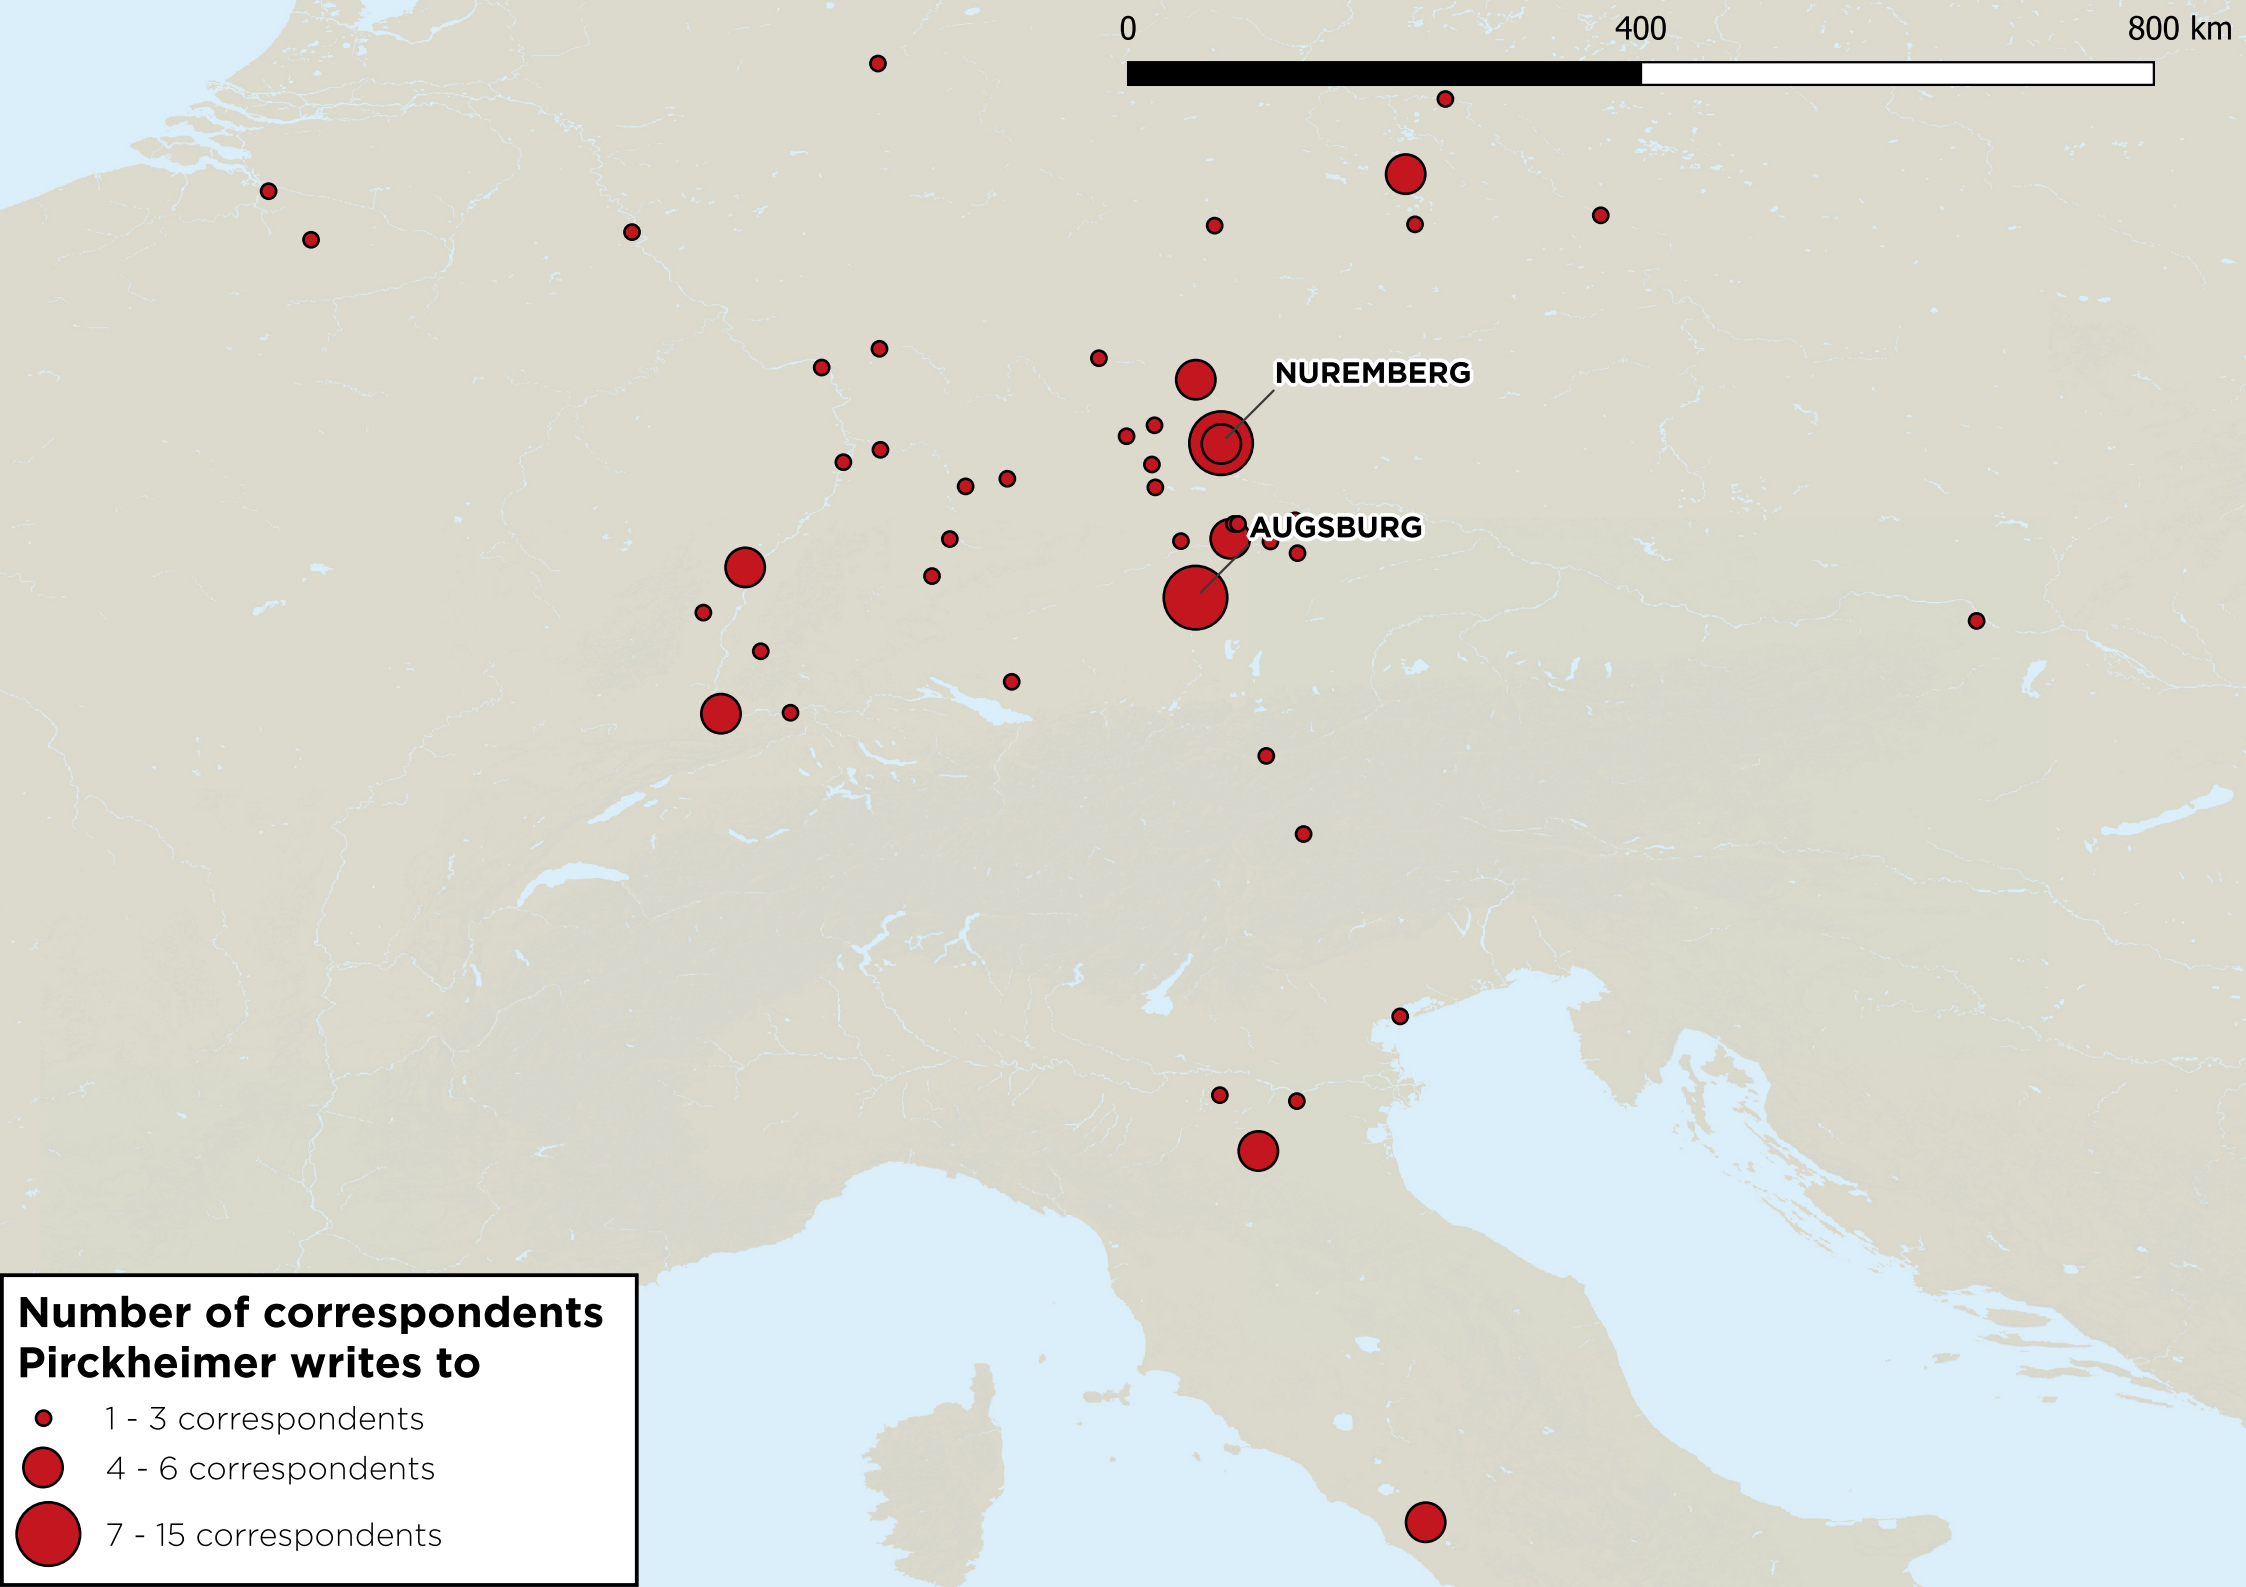 0 400 800 km
NUREMBERG
AUGSBURG
Number of correspondents
Pirckheimer writes to
1 - 3 correspondents
4 - 6 correspondents
7 - 15 correspondents